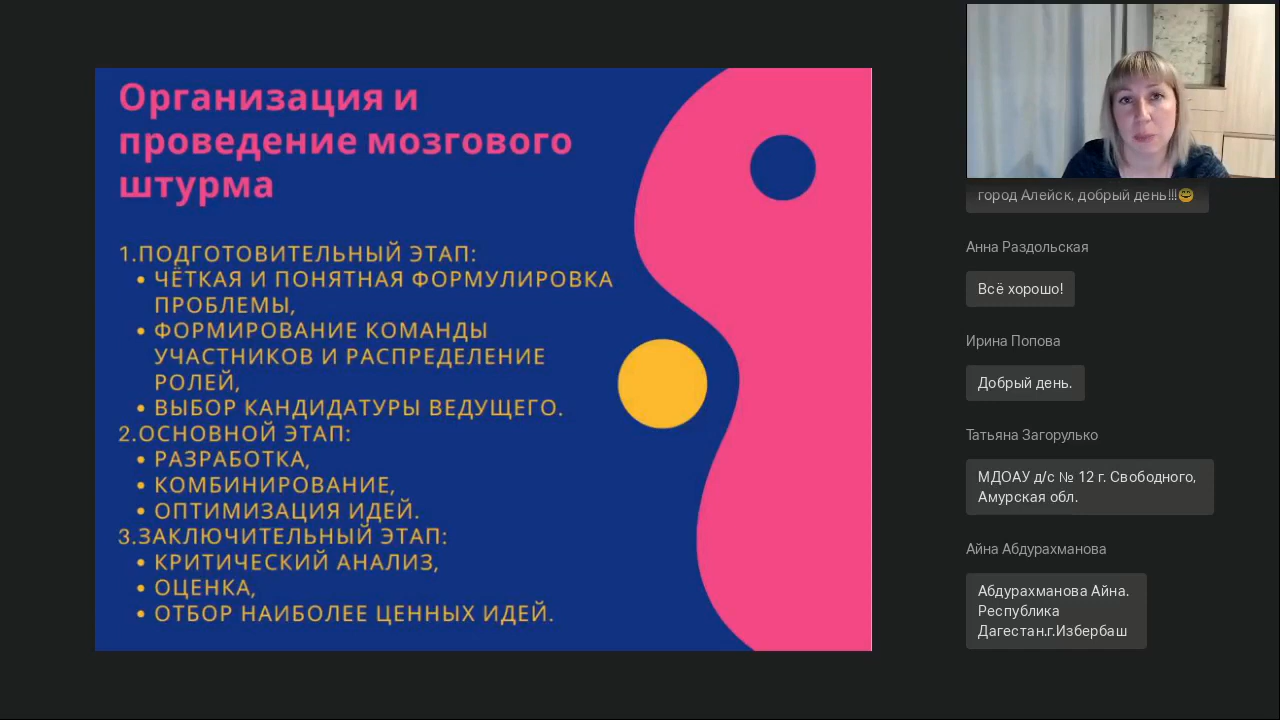 Организация и
проведение мозгового
штурма
1.ПОДГОТОВИТЕЛЬНЫЙ ЭТАП:
• ЧЁТКАЯ И ПОНЯТНАЯ ФОРМУЛИРОВКА
ПРОБЛЕМЫ,
• ФОРМИРОВАНИЕ КОМАНДЫ
УЧАСТНИКОВ И РАСПРЕДЕЛЕНИЕ
РОЛЕЙ,
• ВЫБОР КАНДИДАТУРЫ ВЕДУЩЕГО.
2.ОСНОВНОЙ ЭТАП:
• РАЗРАБОТКА,
• КОМБИНИРОВАНИЕ,
• ОПТИМИЗАЦИЯ ИДЕЙ.
3.ЗАКЛЮЧИТЕЛЬНЫЙ ЭТАП:
• КРИТИЧЕСКИЙ АНАЛИЗ,
• ОЦЕНКА,
• ОТБОР НАИБОЛЕЕ ЦЕННЫХ ИДЕЙ.
город Алейск, добрый день!!!😄
Анна Раздольская
Всё хорошо!
Ирина Попова
Добрый день.
Татьяна Загорулько
МДОАУ д/с № 12 г. Свободного,
Амурская обл.
Айна Абдурахманова
Абдурахманова Айна.
Республика
Дагестан.г.Избербаш